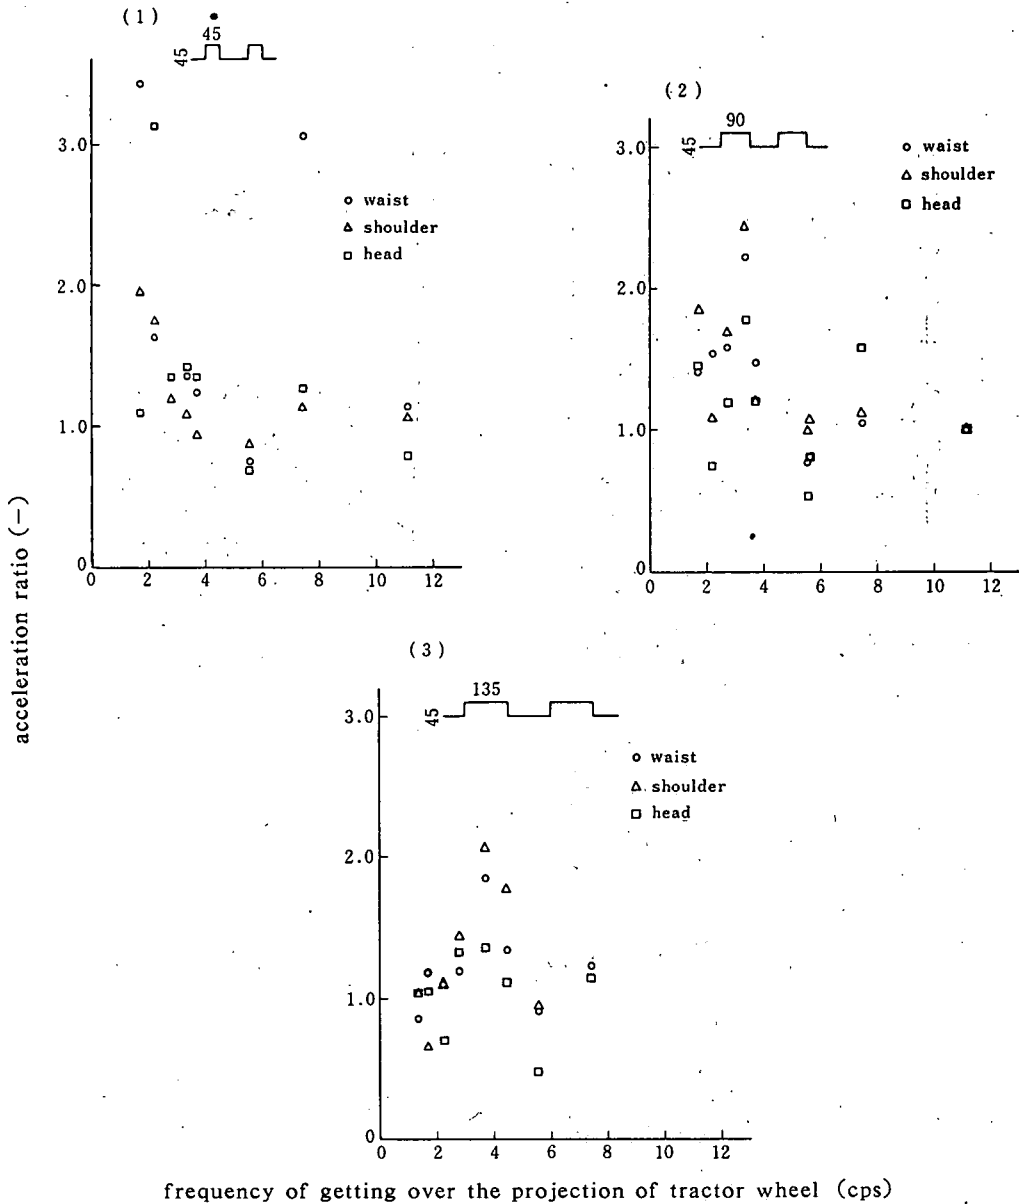 (1)
45
45
3.0
2.0
1.0
0
0 2 4 6 8 10 12
waist
shoulder
head
(2)
90
45
3.0
2.0
1.0
0
0 2 4 6 8 10 12
waist
shoulder
head
acceleration ratio (—)
(3)
135
45
3.0
2.0
1.0
0
0 2 4 6 8 10 12
waist
shoulder
head
frequency of getting over the projection of tractor wheel (cps)